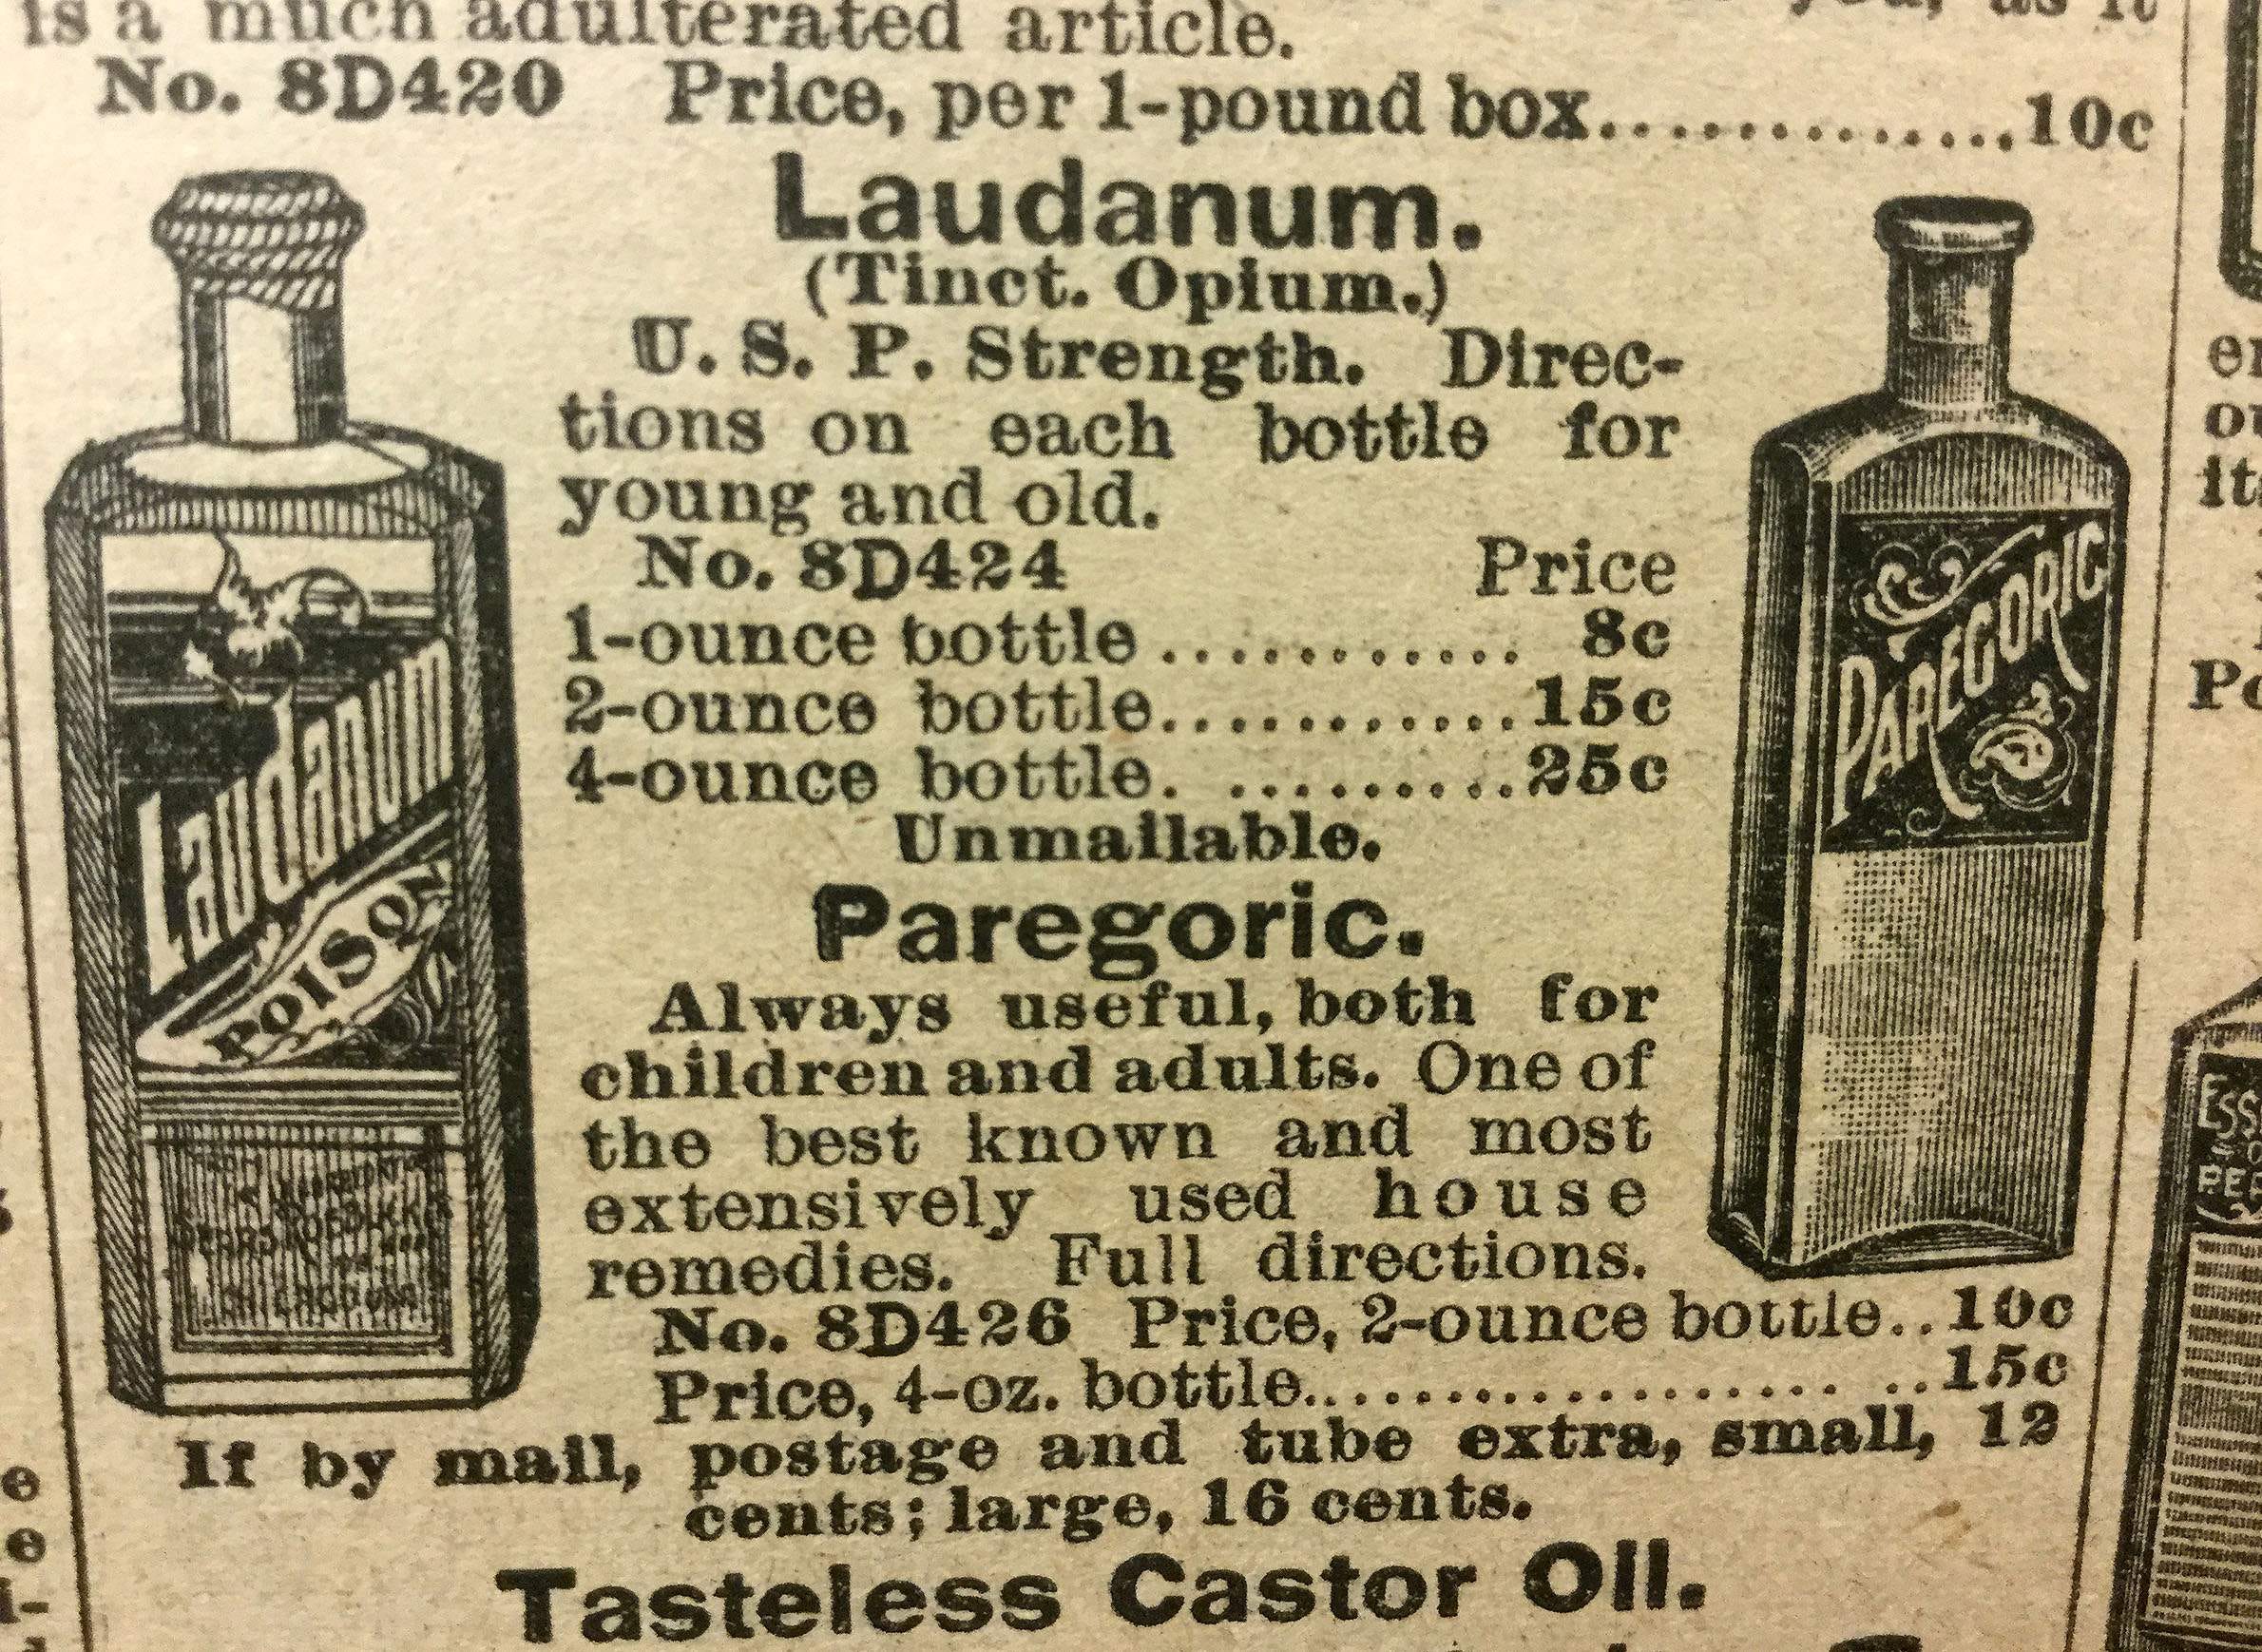 is a much adulterated article.
No. 8D420 Price, per 1-pound box..............10c
Laudanum.
(Tinct. Opium.)
U. S. P. Strength. Direc-
tions on each bottle for
young and old.
No. 8D424 Price
1-ounce bottle ............ 8c
2-ounce bottle.............15c
4-ounce bottle. ..........25c
Unmailable.
Laudanum
POISON
Paregoric.
PAREGORIC
Always useful, both for
children and adults. One of
the best known and most
extensively used house
remedies. Full directions.
No. 8D426 Price, 2-ounce bottle..10c
Price, 4-oz. bottle.................... ..15c
If by mail, postage and tube extra, small, 12
cents; large, 16 cents.
Tasteless Castor Oil.